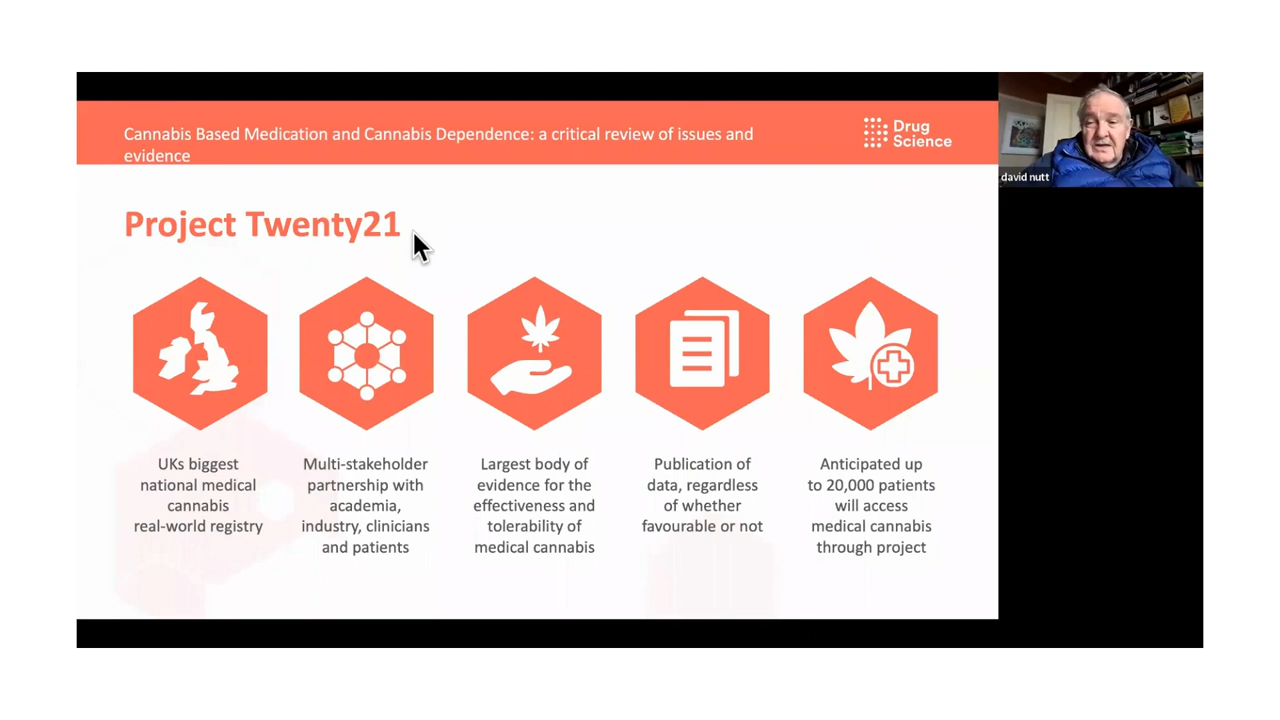 Cannabis Based Medication and Cannabis Dependence: a critical review of issues and
evidence
Drug
Science
david nutt
Project Twenty21
UKs biggest
national medical
cannabis
real-world registry
Multi-stakeholder
partnership with
academia,
industry, clinicians
and patients
Largest body of
evidence for the
effectiveness and
tolerability of
medical cannabis
Publication of
data, regardless
of whether
favourable or not
Anticipated up
to 20,000 patients
will access
medical cannabis
through project